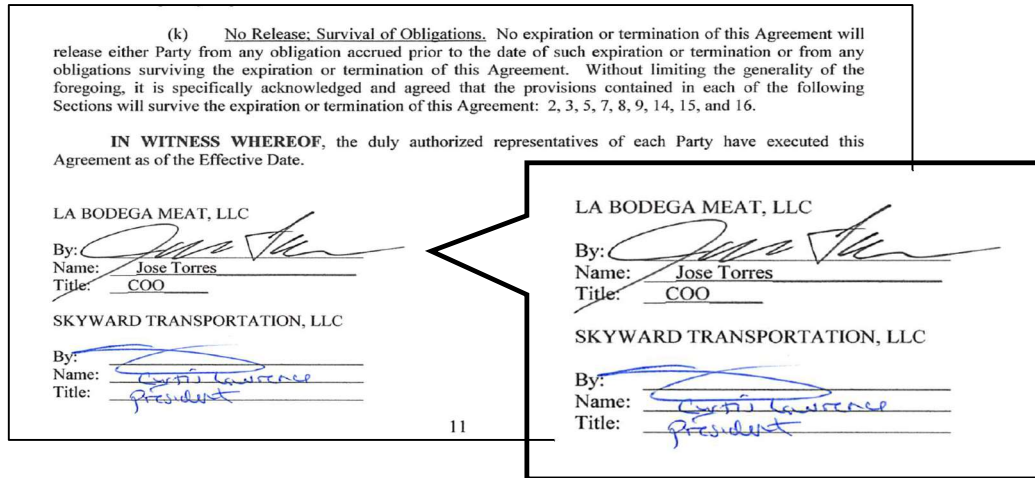 (k) No Release; Survival of Obligations. No expiration or termination of this Agreement will
release either Party from any obligation accrued prior to the date of such expiration or termination or from any
obligations surviving the expiration or termination of this Agreement. Without limiting the generality of the
foregoing, it is specifically acknowledged and agreed that the provisions contained in each of the following
Sections will survive the expiration or termination of this Agreement: 2, 3, 5, 7, 8, 9, 14, 15, and 16.
IN WITNESS WHEREOF, the duly authorized representatives of each Party have executed this
Agreement as of the Effective Date.
LA BODEGA MEAT, LLC
By:
Name: Jose Torres
Title: COO
SKYWARD TRANSPORTATION, LLC
By:
Name: Curtis Lawrence
Title: President
11
LA BODEGA MEAT, LLC
By:
Name: Jose Torres
Title: COO
SKYWARD TRANSPORTATION, LLC
By:
Name: Curtis Lawrence
Title: President